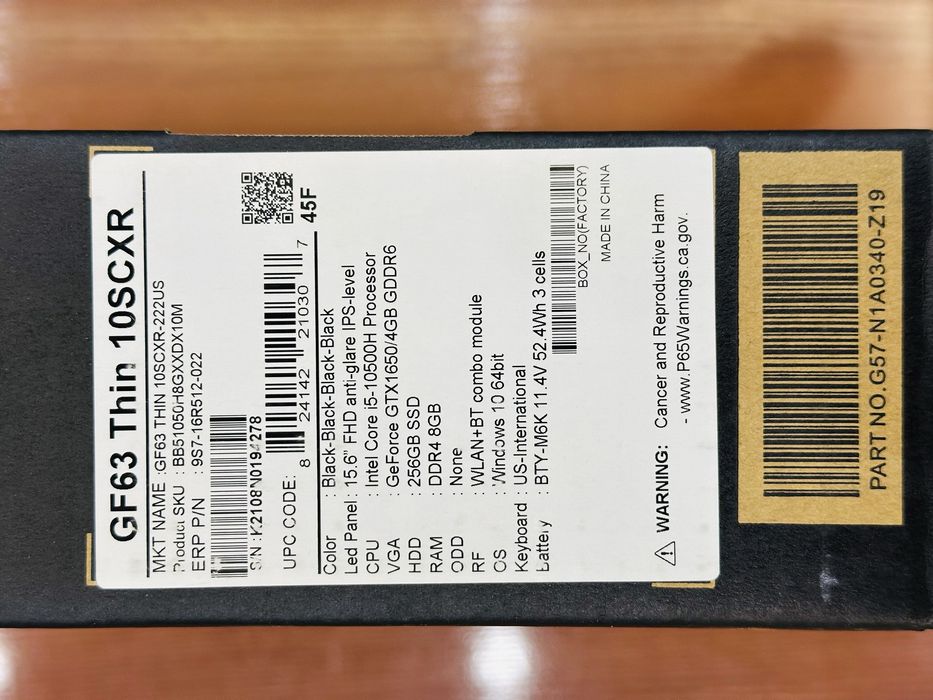 GF63 Thin 10SCXR
MKT NAME :GF63 THIN 10SCXR-222US
Product SKU : BB51050H8GXXDX10M
ERP P/N : 9S7-16R512-022
S/N :K2108N0194278
UPC CODE:
8 24142 21030 7
45F
Color : Black-Black-Black-Black
Led Panel : 15.6" FHD anti-glare IPS-level
CPU : Intel Core i5-10500H Processor
VGA : GeForce GTX1650/4GB GDDR6
HDD : 256GB SSD
RAM : DDR4 8GB
ODD : None
RF : WLAN+BT combo module
OS : Windows 10 64bit
Keyboard : US-International
Battery : BTY-M6K 11.4V 52.4Wh 3 cells
BOX_NO(FACTORY)
MADE IN CHINA
WARNING: Cancer and Reproductive Harm
- www.P65Warnings.ca.gov.
PART NO.G57-N1A0340-Z19